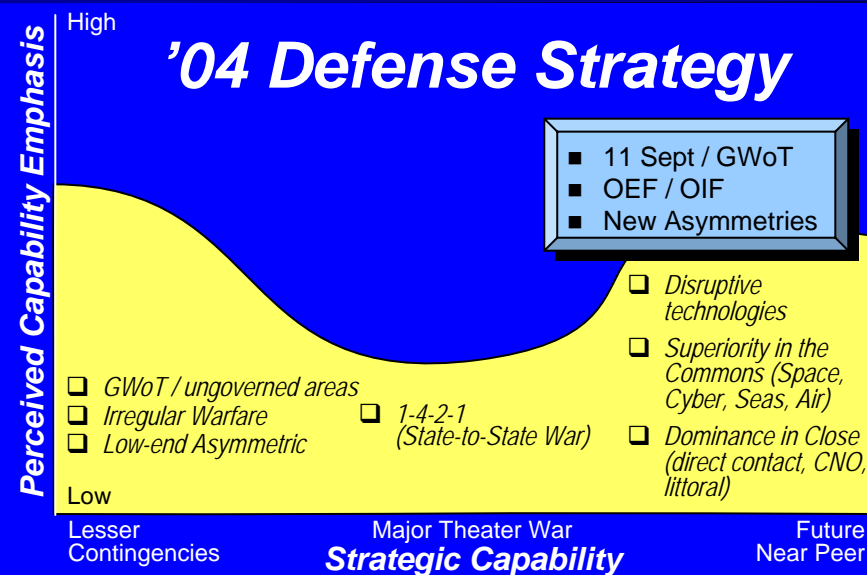 High
’04 Defense Strategy
Perceived Capability Emphasis
■ 11 Sept / GWoT
■ OEF / OIF
■ New Asymmetries
❑ GWoT / ungoverned areas
❑ Irregular Warfare
❑ Low-end Asymmetric
❑ 1-4-2-1
(State-to-State War)
❑ Disruptive
technologies
❑ Superiority in the
Commons (Space,
Cyber, Seas, Air)
❑ Dominance in Close
(direct contact, CNO,
littoral)
Low
Lesser
Contingencies
Major Theater War
Future
Near Peer
Strategic Capability